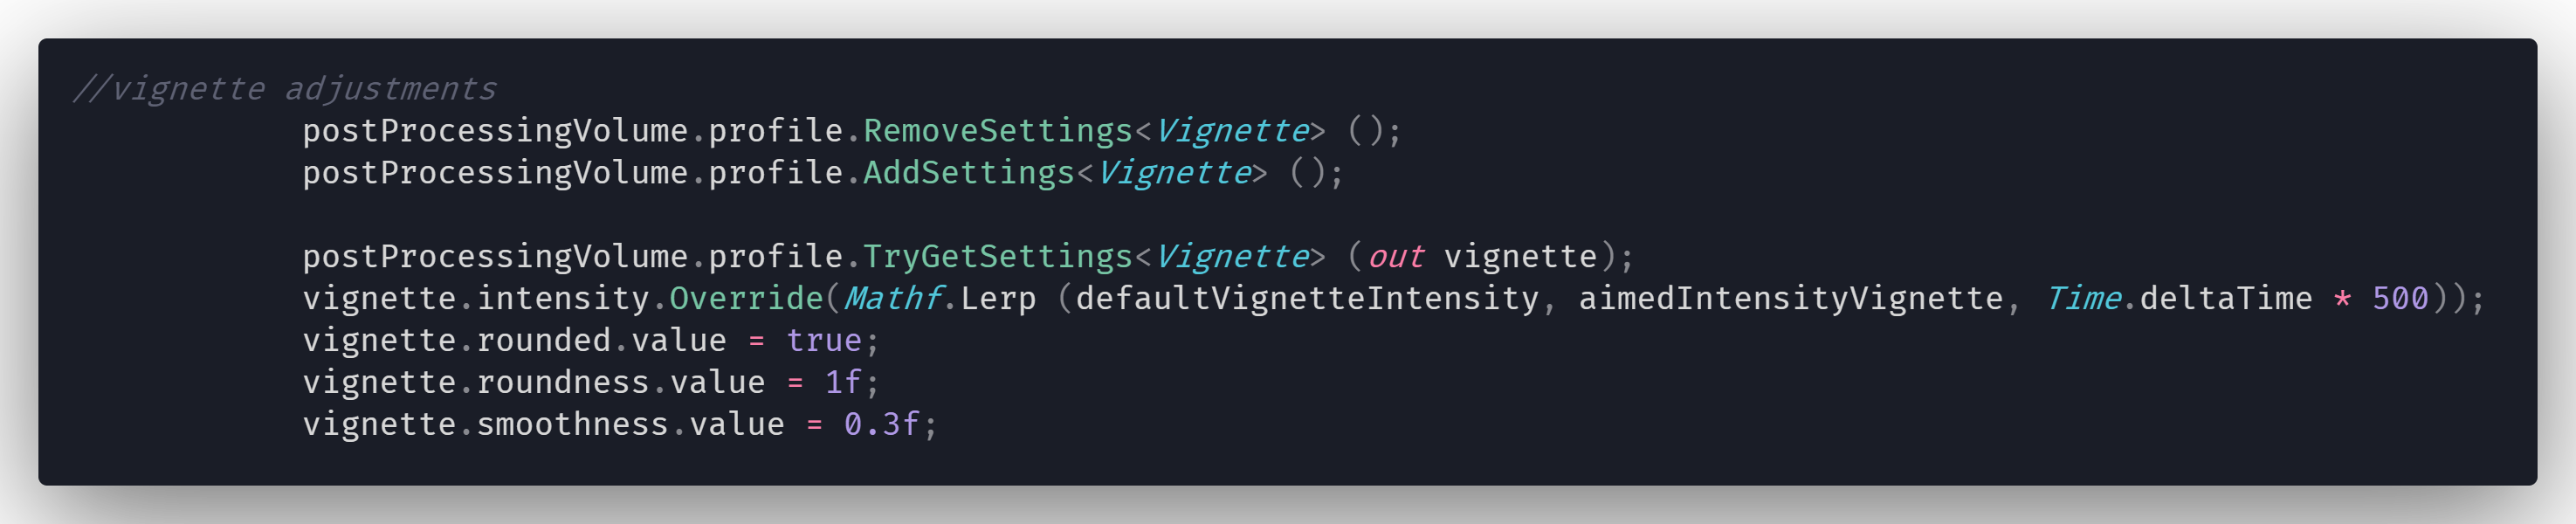 //vignette adjustments
postProcessingVolume.profile.RemoveSettings<Vignette> ();
postProcessingVolume.profile.AddSettings<Vignette> ();
postProcessingVolume.profile.TryGetSettings<Vignette> (out vignette);
vignette.intensity.Override(Mathf.Lerp (defaultVignetteIntensity, aimedIntensityVignette, Time.deltaTime * 500));
vignette.rounded.value = true;
vignette.roundness.value = 1f;
vignette.smoothness.value = 0.3f;